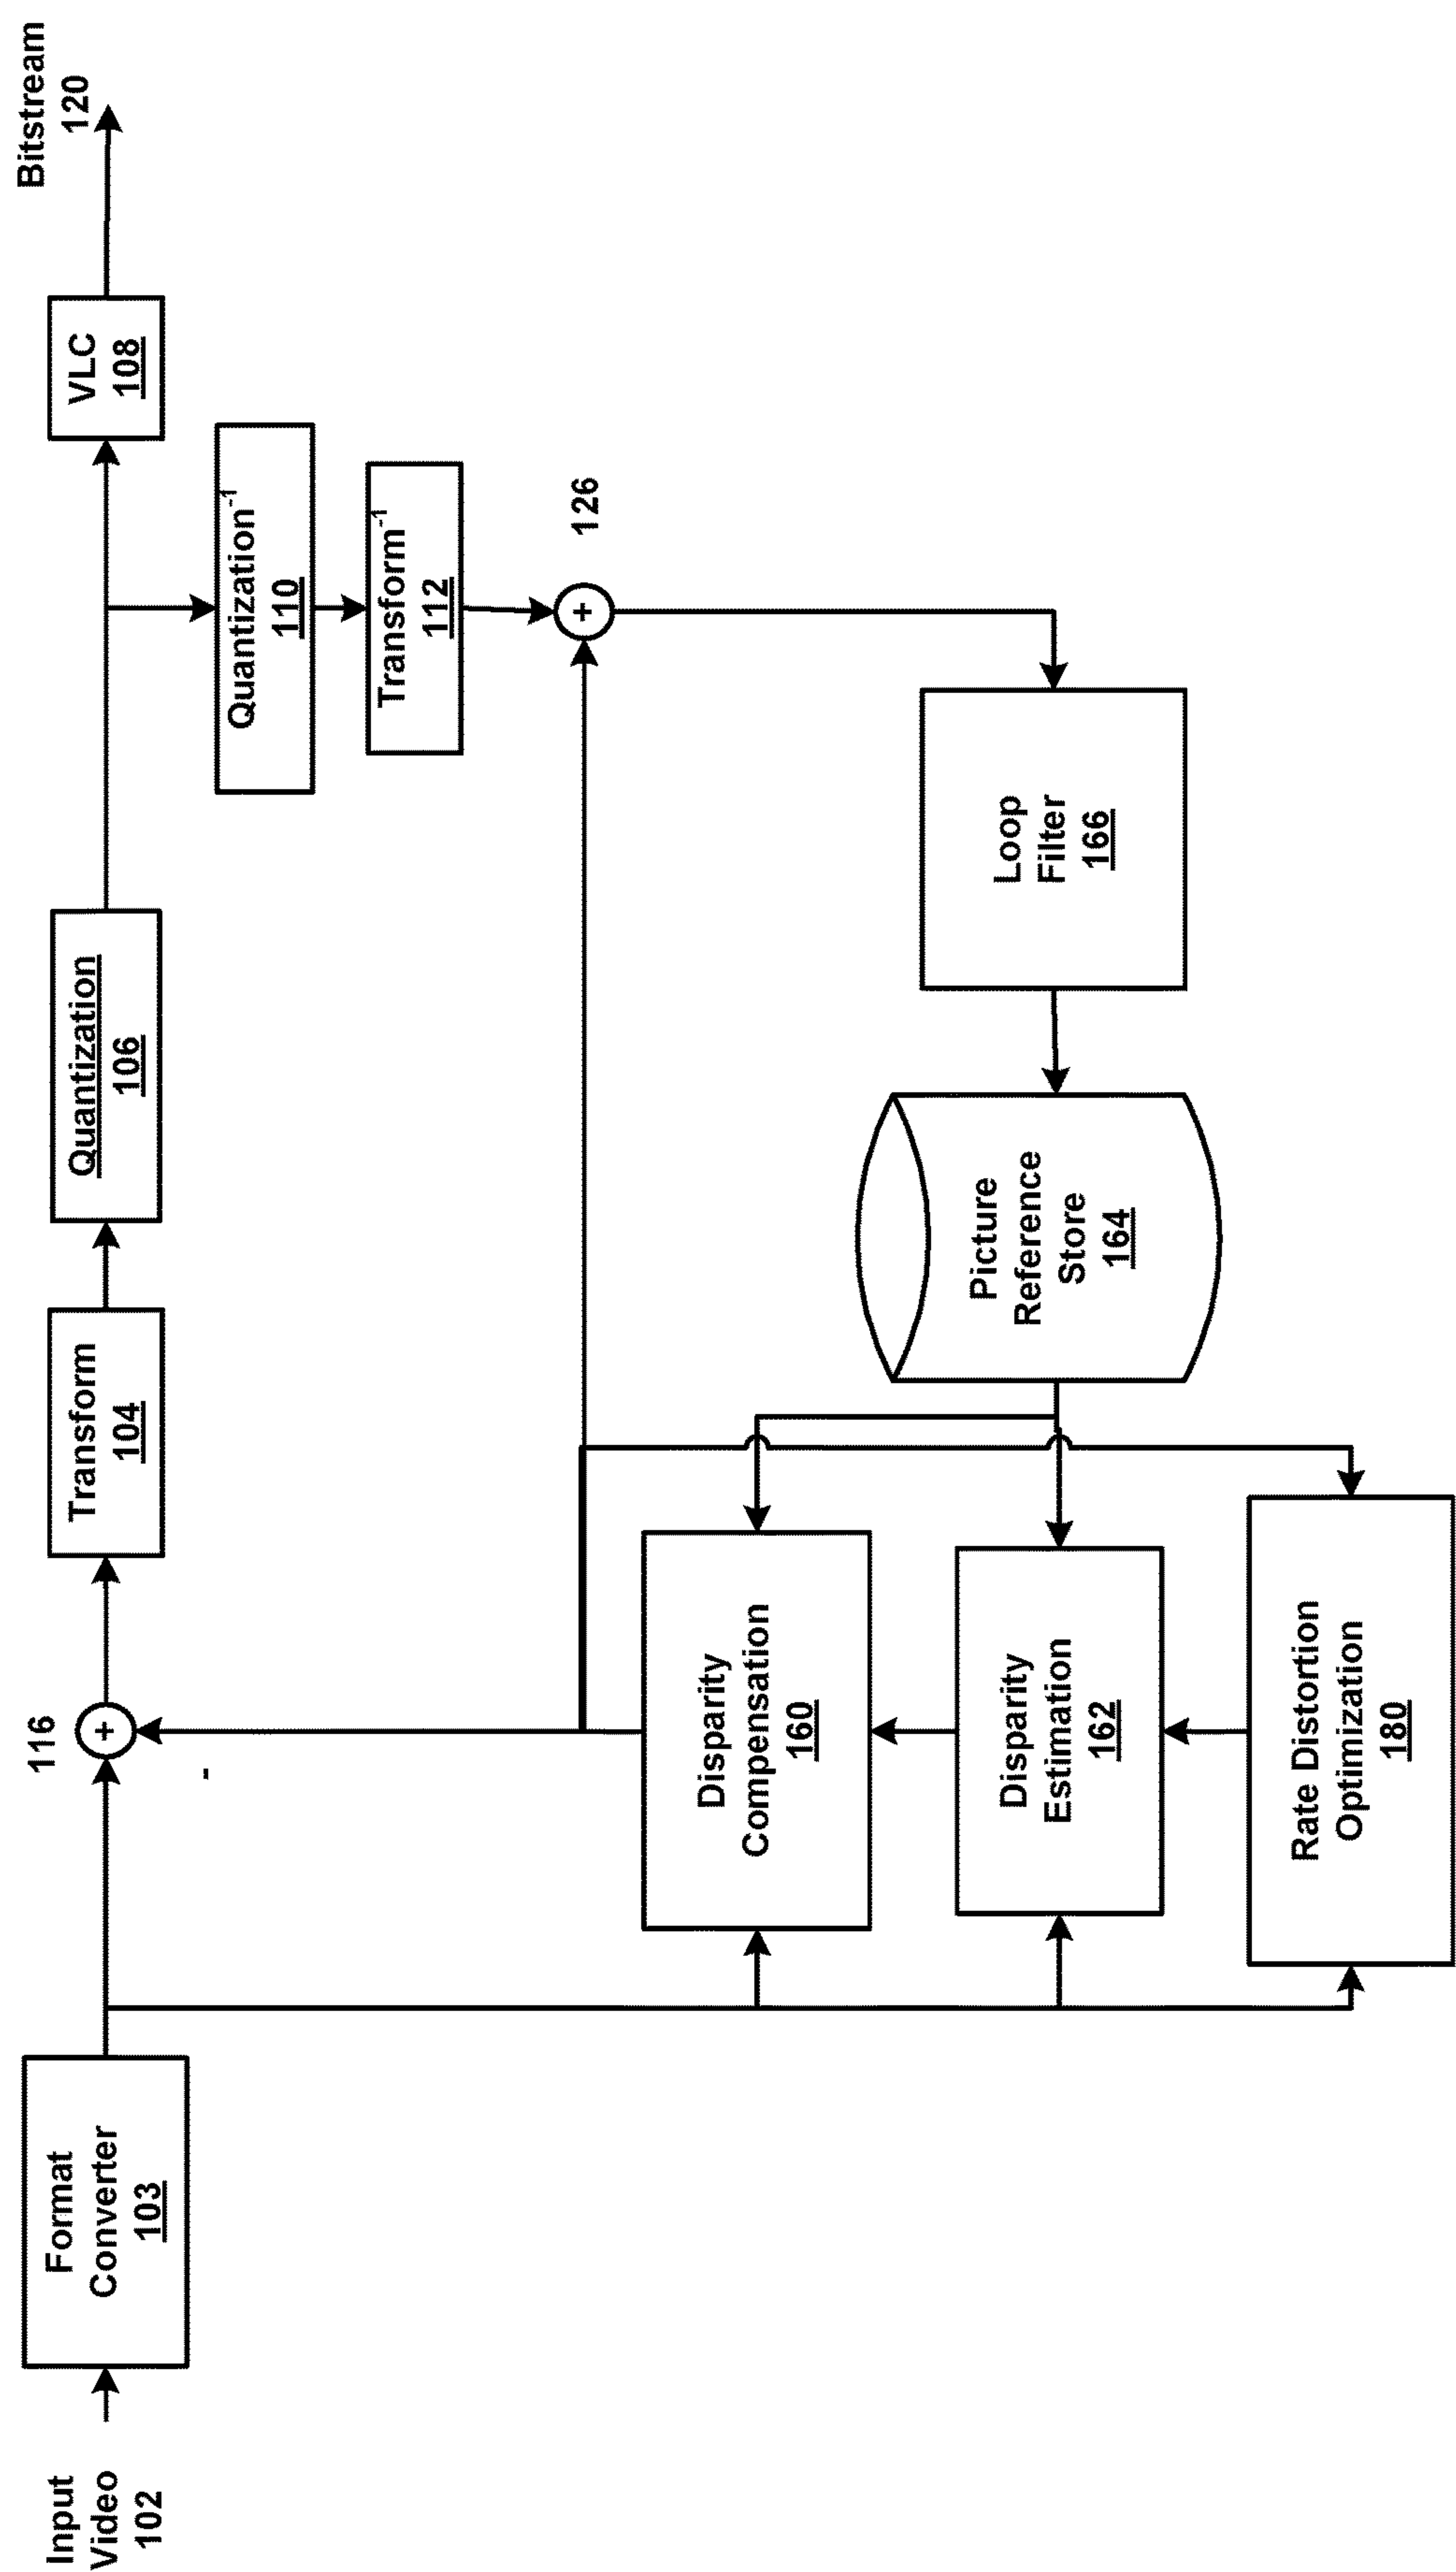 Input
Video
102
Format
Converter
103
116
+
-
Transform
104
Quantization
106
VLC
108
Bitstream
120
Quantization-1
110
Transform-1
112
126
+
Disparity
Compensation
160
Disparity
Estimation
162
Rate Distortion
Optimization
180
Picture
Reference
Store
164
Loop
Filter
166